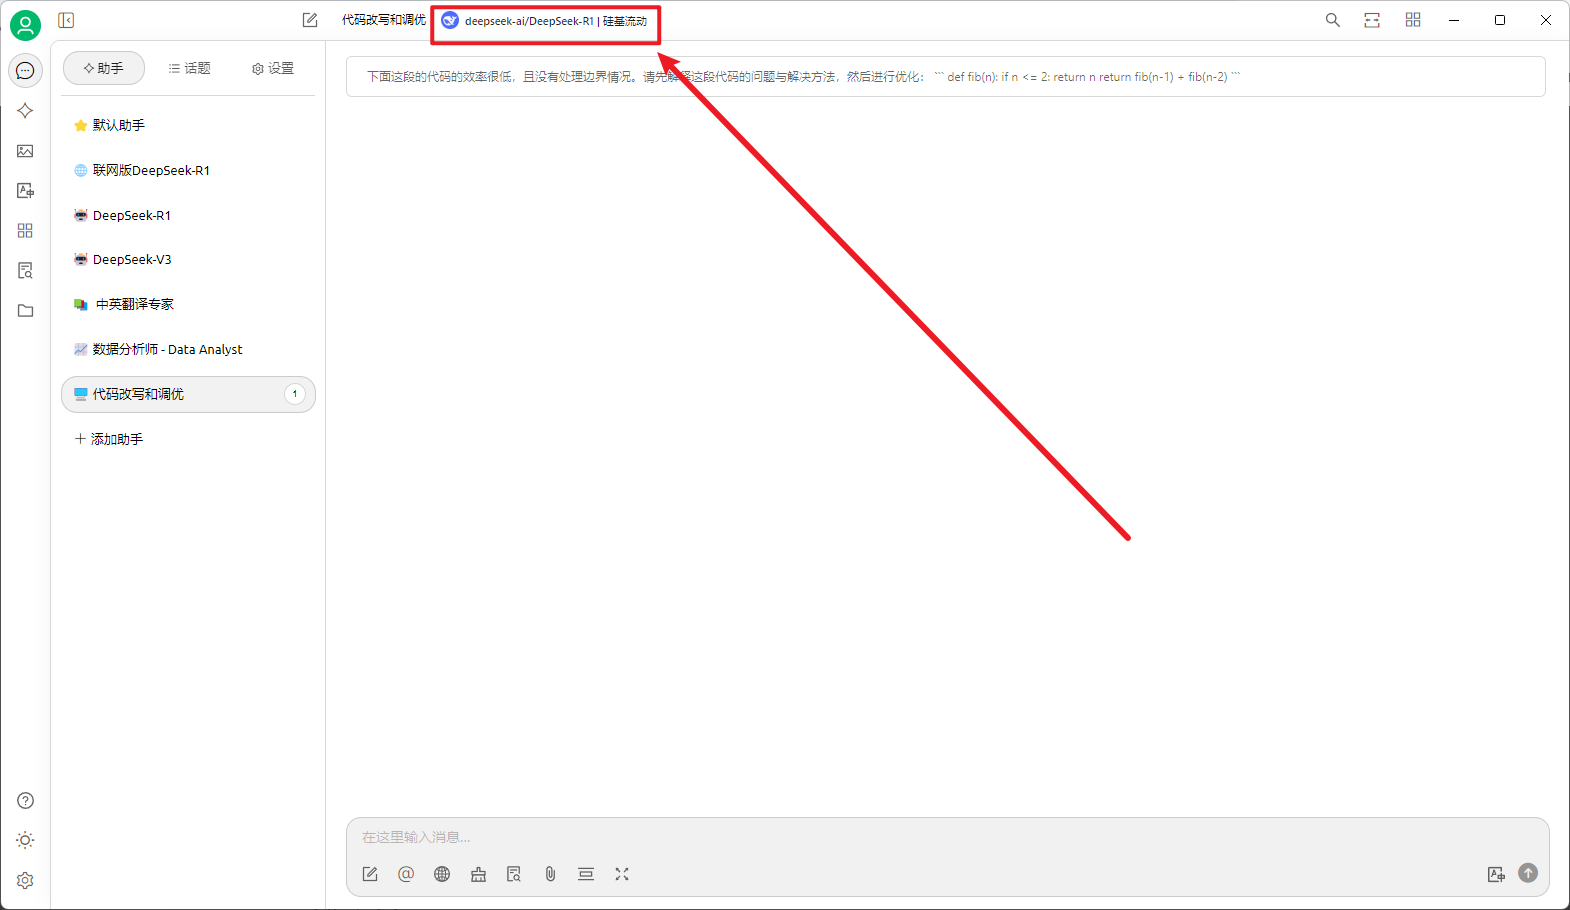 代码改写和调优
deepseek-ai/DeepSeek-R1 | 硅基流动
助手
话题
设置
下面这段的代码的效率很低，且没有处理边界情况。请先解释这段代码的问题与解决方法，然后进行优化： ``` def fib(n): if n <= 2: return n return fib(n-1) + fib(n-2) ```
默认助手
联网版DeepSeek-R1
DeepSeek-R1
DeepSeek-V3
中英翻译专家
数据分析师 - Data Analyst
代码改写和调优
1
添加助手
在这里输入消息...